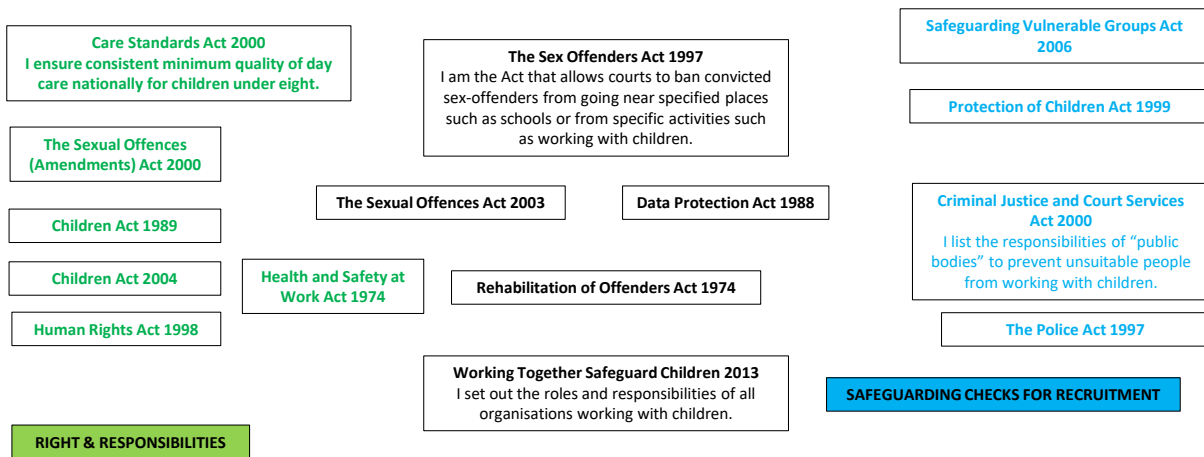 Care Standards Act 2000
I ensure consistent minimum quality of day
care nationally for children under eight.
The Sex Offenders Act 1997
I am the Act that allows courts to ban convicted
sex-offenders from going near specified places
such as schools or from specific activities such
as working with children.
Safeguarding Vulnerable Groups Act
2006
Protection of Children Act 1999
The Sexual Offences
(Amendments) Act 2000
The Sexual Offences Act 2003
Data Protection Act 1988
Criminal Justice and Court Services
Act 2000
I list the responsibilities of “public
bodies” to prevent unsuitable people
from working with children.
Children Act 1989
Children Act 2004
Health and Safety at
Work Act 1974
Rehabilitation of Offenders Act 1974
Human Rights Act 1998
The Police Act 1997
Working Together Safeguard Children 2013
I set out the roles and responsibilities of all
organisations working with children.
SAFEGUARDING CHECKS FOR RECRUITMENT
RIGHT & RESPONSIBILITIES